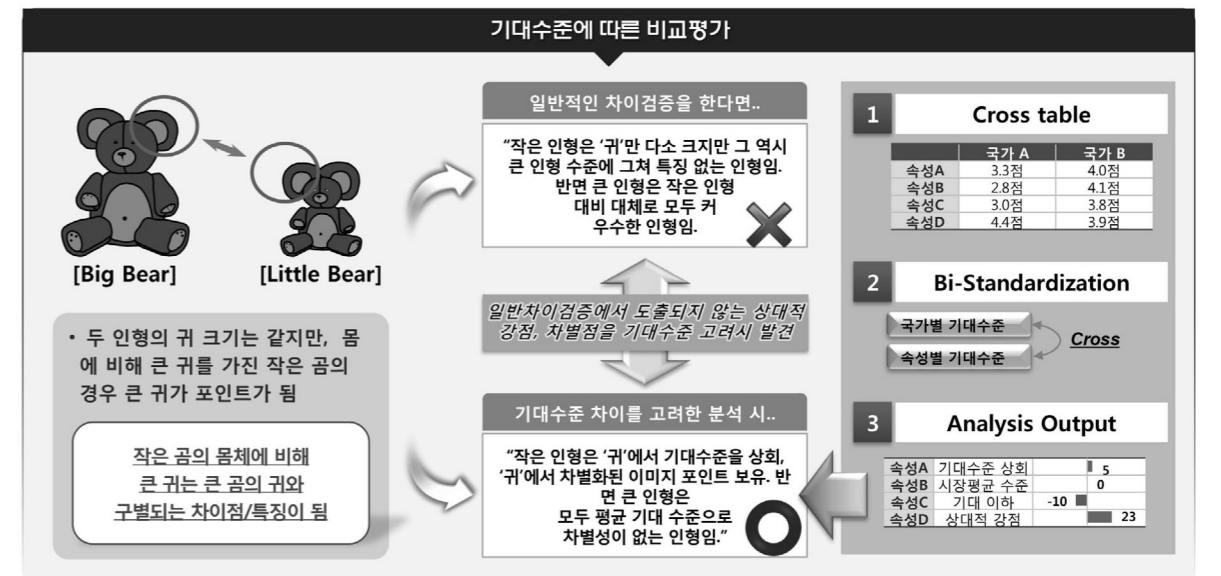 기대수준에 따른 비교평가
[Big Bear]
[Little Bear]
• 두 인형의 귀 크기는 같지만, 몸
에 비해 큰 귀를 가진 작은 곰의
경우 큰 귀가 포인트가 됨
작은 곰의 몸체에 비해
큰 귀는 큰 곰의 귀와
구별되는 차이점/특징이 됨
일반적인 차이검증을 한다면..
“작은 인형은 ‘귀’만 다소 크지만 그 역시
큰 인형 수준에 그쳐 특징 없는 인형임.
반면 큰 인형은 작은 인형
대비 대체로 모두 커
우수한 인형임.
일반차이검증에서 도출되지 않는 상대적
강점, 차별점을 기대수준 고려시 발견
기대수준 차이를 고려한 분석 시..
“작은 인형은 ‘귀’에서 기대수준을 상회,
‘귀’에서 차별화된 이미지 포인트 보유. 반
면 큰 인형은
모두 평균 기대 수준으로
차별성이 없는 인형임.”
1 Cross table
국가 A 국가 B
속성A 3.3점 4.0점
속성B 2.8점 4.1점
속성C 3.0점 3.8점
속성D 4.4점 3.9점
2 Bi-Standardization
국가별 기대수준
속성별 기대수준
Cross
3 Analysis Output
속성A 기대수준 상회 5
속성B 시장평균 수준 0
속성C 기대 이하 -10
속성D 상대적 강점 23